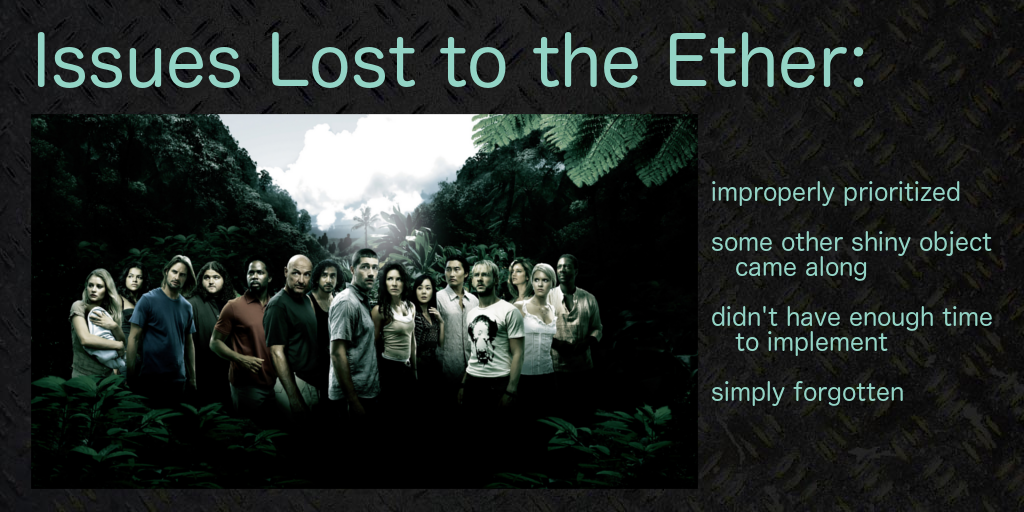 Issues Lost to the Ether:
improperly prioritized
some other shiny object
came along
didn't have enough time
to implement
simply forgotten